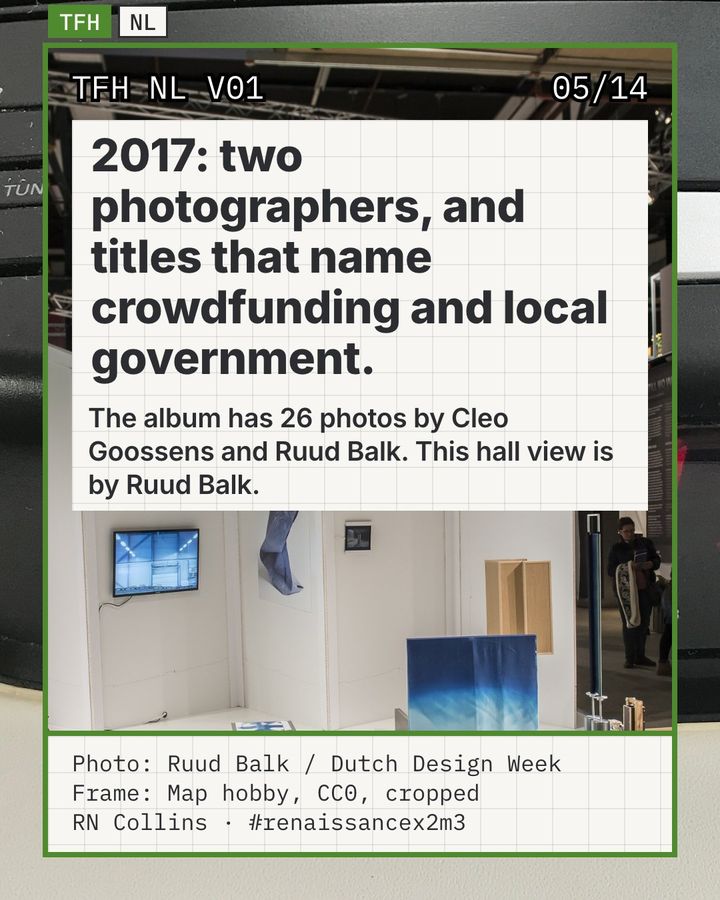 TFH NL
TFH NL V01 05/14
2017: two
photographers, and
titles that name
crowdfunding and local
government.
The album has 26 photos by Cleo
Goossens and Ruud Balk. This hall view is
by Ruud Balk.
Photo: Ruud Balk / Dutch Design Week
Frame: Map hobby, CC0, cropped
RN Collins · #renaissancex2m3
TUN